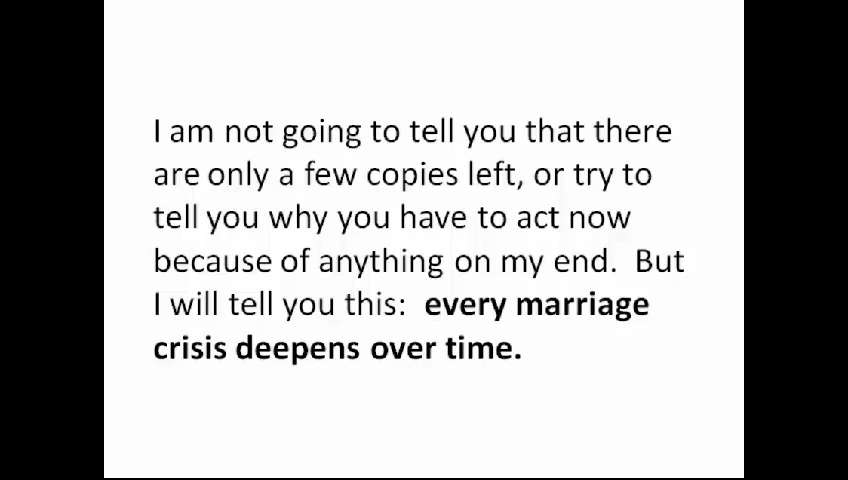 I am not going to tell you that there
are only a few copies left, or try to
tell you why you have to act now
because of anything on my end.  But
I will tell you this:  every marriage
crisis deepens over time.